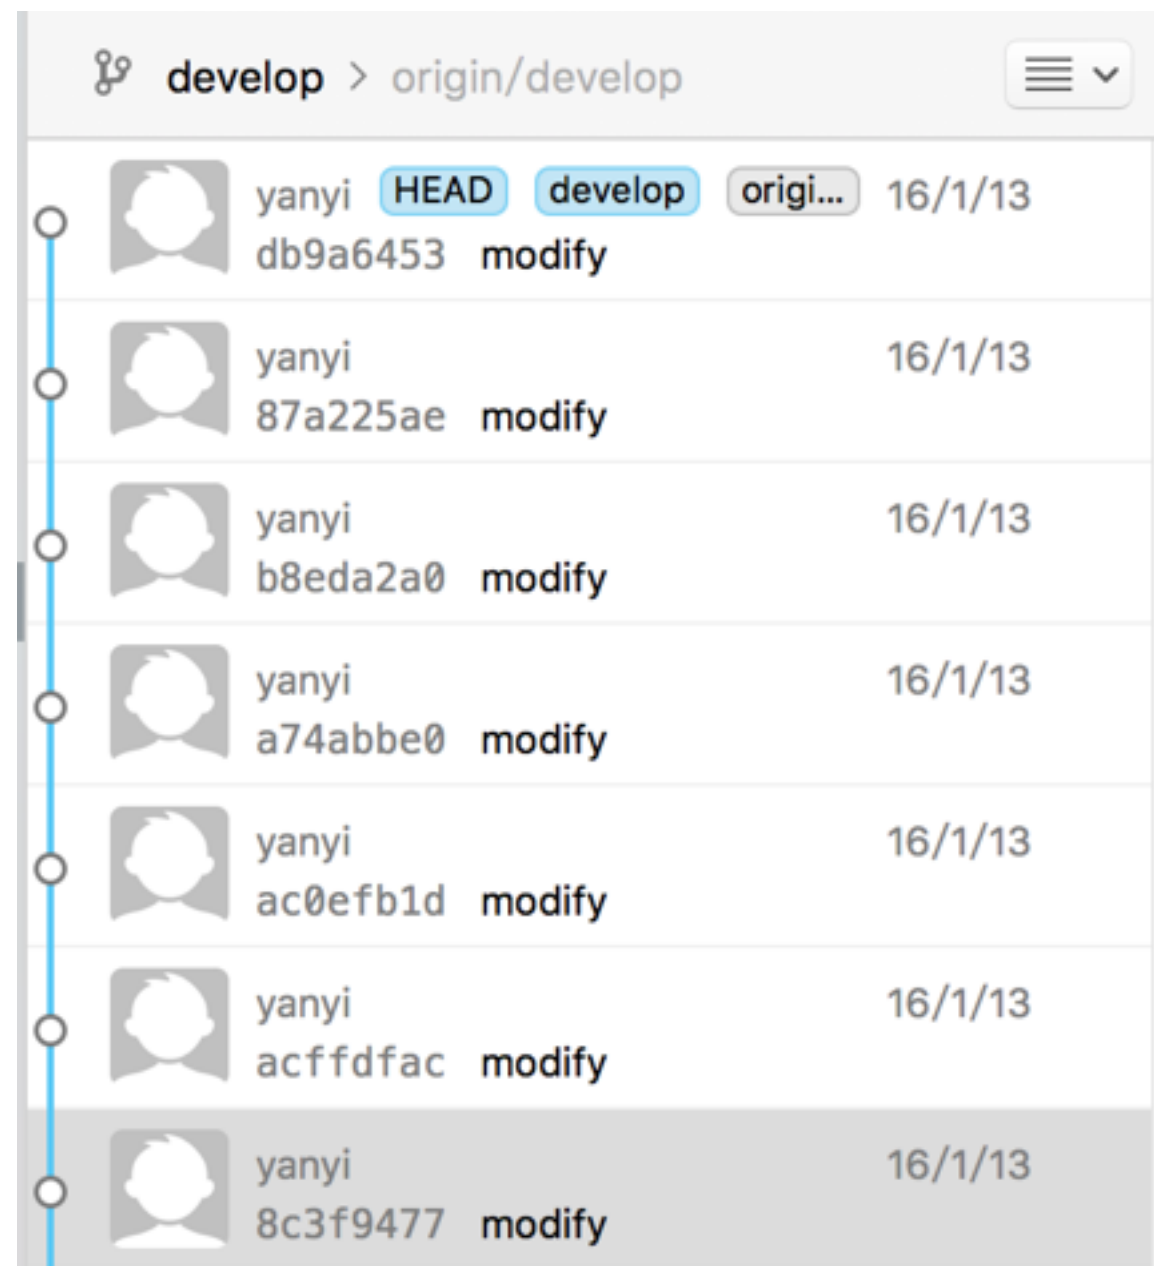 develop > origin/develop
yanyi HEAD develop origi... 16/1/13
db9a6453 modify
yanyi 16/1/13
87a225ae modify
yanyi 16/1/13
b8eda2a0 modify
yanyi 16/1/13
a74abbe0 modify
yanyi 16/1/13
ac0efb1d modify
yanyi 16/1/13
acffdfac modify
yanyi 16/1/13
8c3f9477 modify